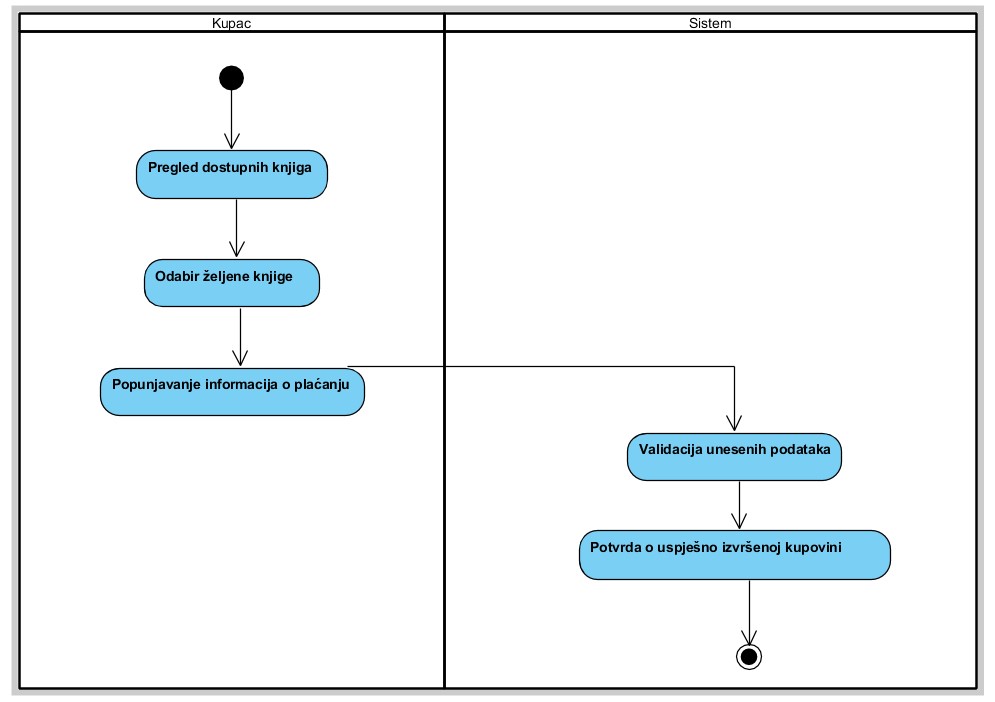 Kupac
Sistem
Pregled dostupnih knjiga
Odabir željene knjige
Popunjavanje informacija o plaćanju
Validacija unesenih podataka
Potvrda o uspješno izvršenoj kupovini